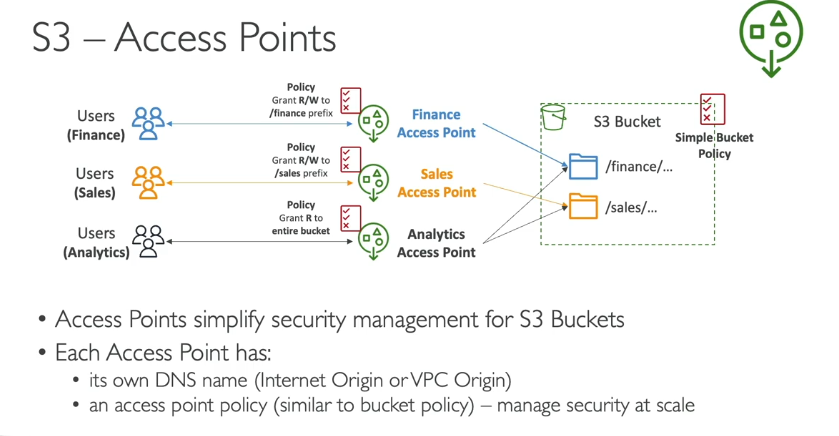 S3 – Access Points
Users
(Finance)
Policy
Grant R/W to
/finance prefix
Finance
Access Point
Users
(Sales)
Policy
Grant R/W to
/sales prefix
Sales
Access Point
Users
(Analytics)
Policy
Grant R to
entire bucket
Analytics
Access Point
S3 Bucket
Simple Bucket
Policy
/finance/...
/sales/...
• Access Points simplify security management for S3 Buckets
• Each Access Point has:
• its own DNS name (Internet Origin or VPC Origin)
• an access point policy (similar to bucket policy) – manage security at scale